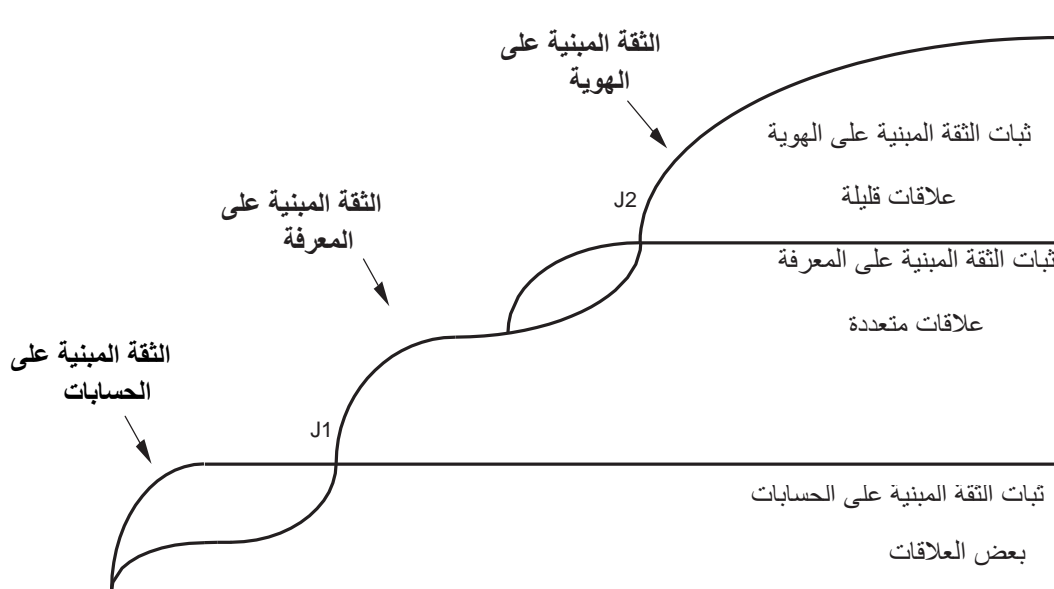 الثقة المبنية على
الهوية
ثبات الثقة المبنية على الهوية
علاقات قليلة
J2
الثقة المبنية على
المعرفة
ثبات الثقة المبنية على المعرفة
علاقات متعددة
الثقة المبنية على
الحسابات
J1
ثبات الثقة المبنية على الحسابات
بعض العلاقات